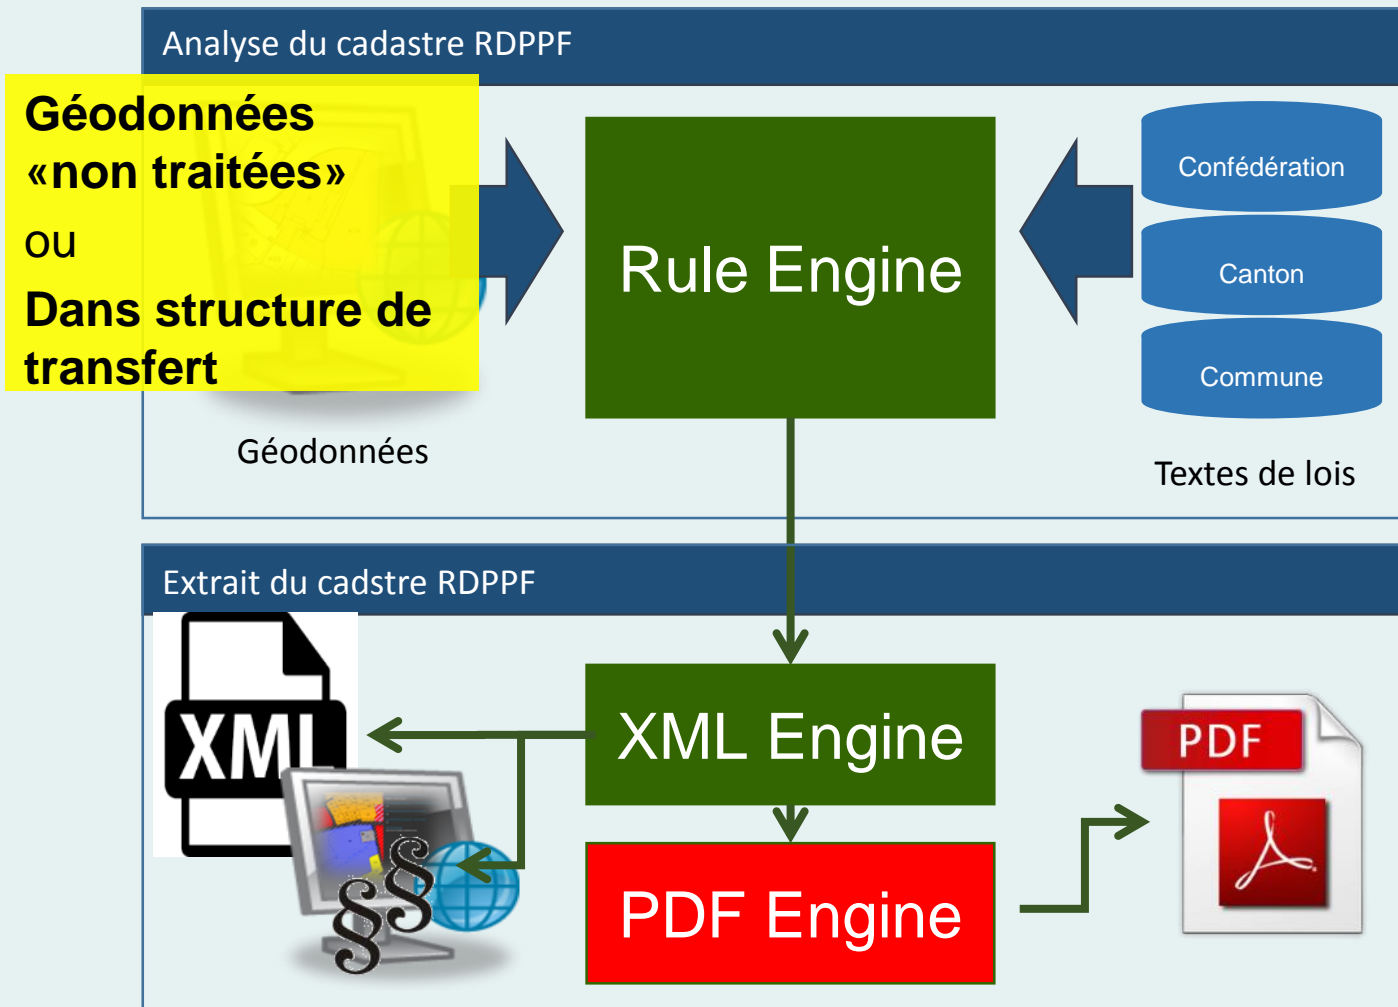 Analyse du cadastre RDPPF
Géodonnées
«non traitées»
ou
Dans structure de
transfert
Géodonnées
Rule Engine
Confédération
Canton
Commune
Textes de lois
Extrait du cadstre RDPPF
XML
§§
XML Engine
PDF Engine
PDF